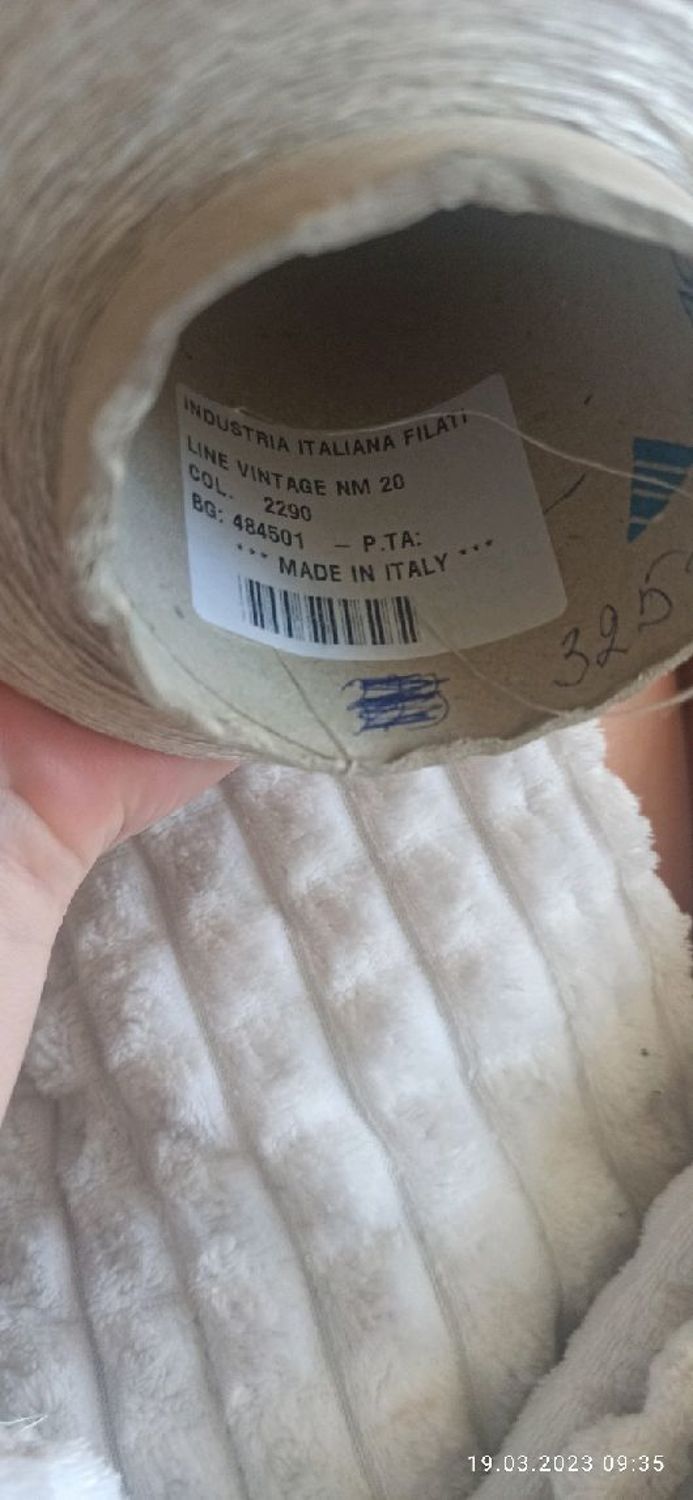 INDUSTRIA ITALIANA FILATI
LINE VINTAGE NM 20
COL. 2290
BG: 484501 – P.TA:
*** MADE IN ITALY ***
325
19.03.2023 09:35